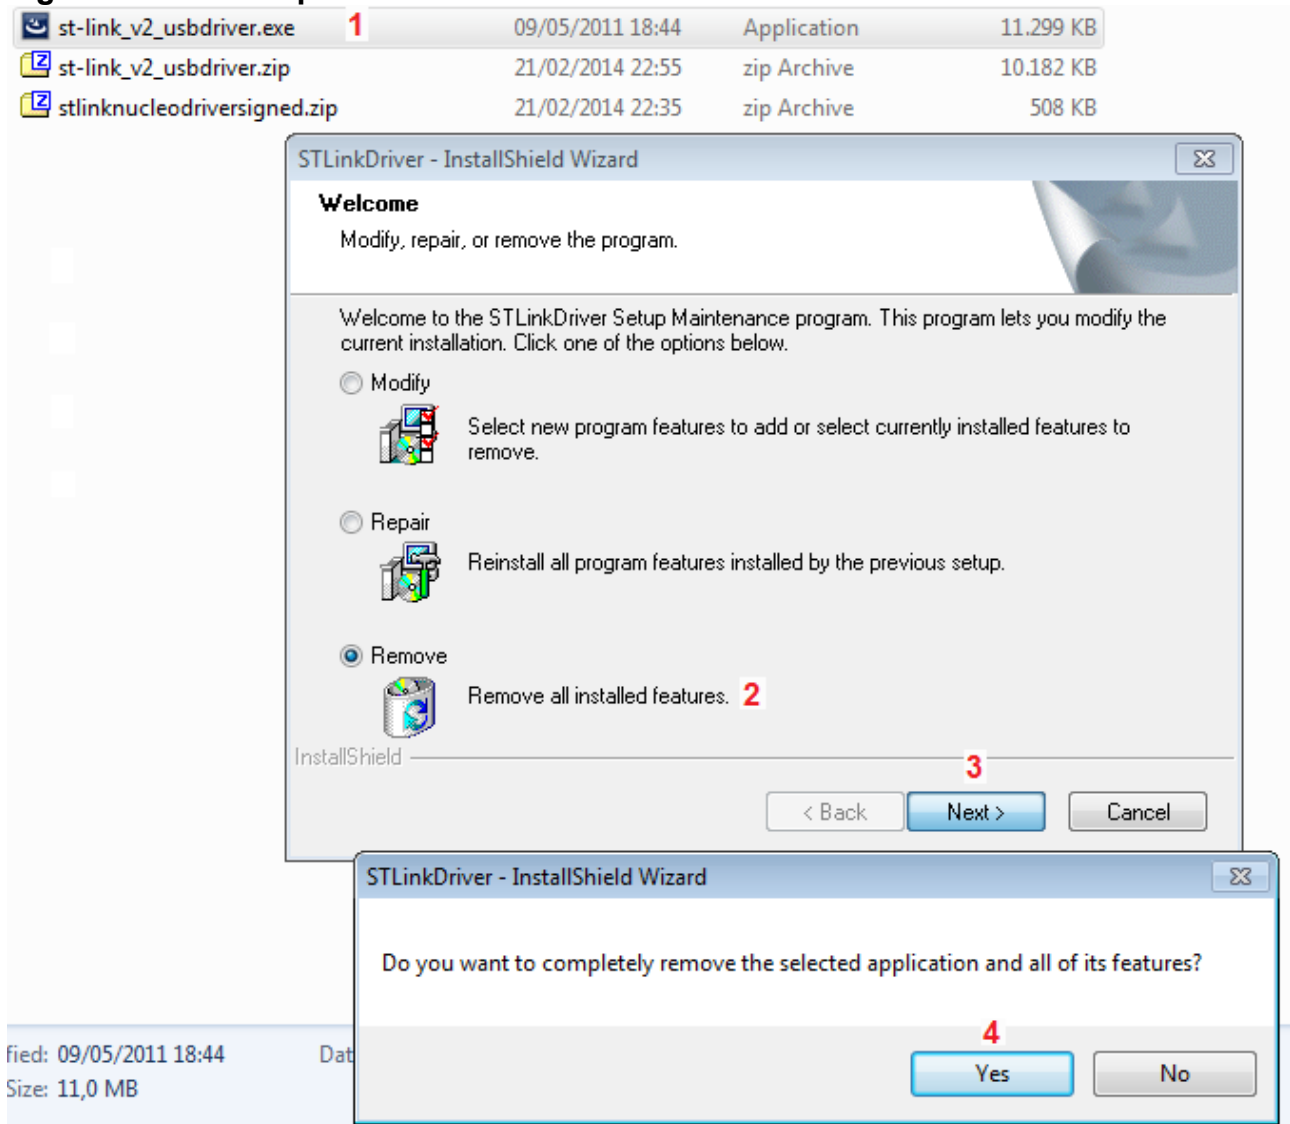 st-link_v2_usbdriver.exe 1 09/05/2011 18:44 Application 11.299 KB
st-link_v2_usbdriver.zip 21/02/2014 22:55 zip Archive 10.182 KB
stlinknucleodriversigned.zip 21/02/2014 22:35 zip Archive 508 KB
STLinkDriver - InstallShield Wizard
Welcome
Modify, repair, or remove the program.
Welcome to the STLinkDriver Setup Maintenance program. This program lets you modify the
current installation. Click one of the options below.
Modify
Select new program features to add or select currently installed features to
remove.
Repair
Reinstall all program features installed by the previous setup.
Remove
Remove all installed features. 2
InstallShield
3
< Back Next > Cancel
STLinkDriver - InstallShield Wizard
Do you want to completely remove the selected application and all of its features?
4
Yes No
fied: 09/05/2011 18:44 Dat
Size: 11,0 MB